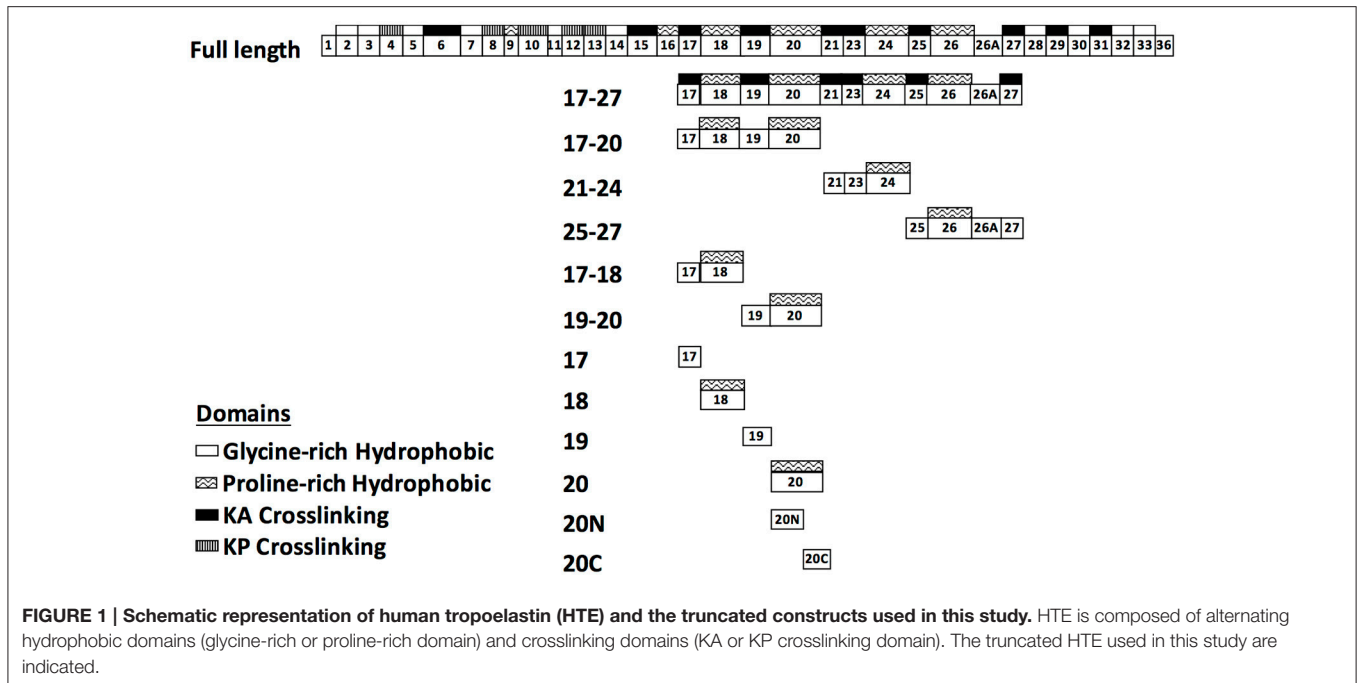 Full length 1 2 3 4 5 6 7 8 9 10 11 12 13 14 15 16 17 18 19 20 21 23 24 25 26 26A 27 28 29 30 31 32 33 36
17-27 17 18 19 20 21 23 24 25 26 26A 27
17-20 17 18 19 20
21-24 21 23 24
25-27 25 26 26A 27
17-18 17 18
19-20 19 20
17 17
18 18
19 19
20 20
20N 20N
20C 20C
Domains
Glycine-rich Hydrophobic
Proline-rich Hydrophobic
KA Crosslinking
KP Crosslinking
FIGURE 1 | Schematic representation of human tropoelastin (HTE) and the truncated constructs used in this study. HTE is composed of alternating
hydrophobic domains (glycine-rich or proline-rich domain) and crosslinking domains (KA or KP crosslinking domain). The truncated HTE used in this study are
indicated.